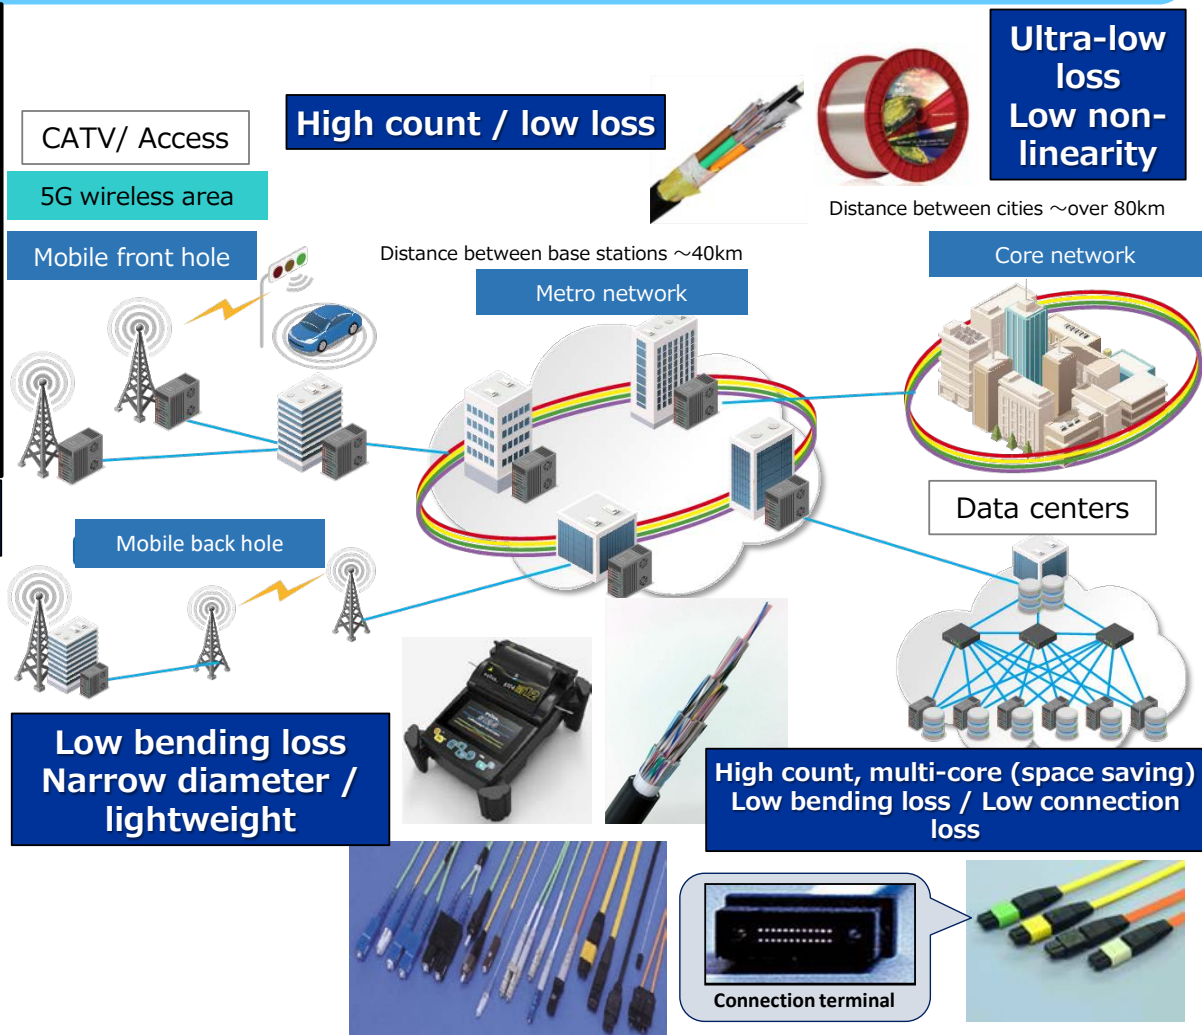 Ultra-low
loss
Low non-
linearity
High count / low loss
CATV/ Access
5G wireless area
Distance between cities ～over 80km
Mobile front hole
Distance between base stations ～40km
Core network
Metro network
Data centers
Mobile back hole
Low bending loss
Narrow diameter /
lightweight
High count, multi-core (space saving)
Low bending loss / Low connection
loss
Connection terminal